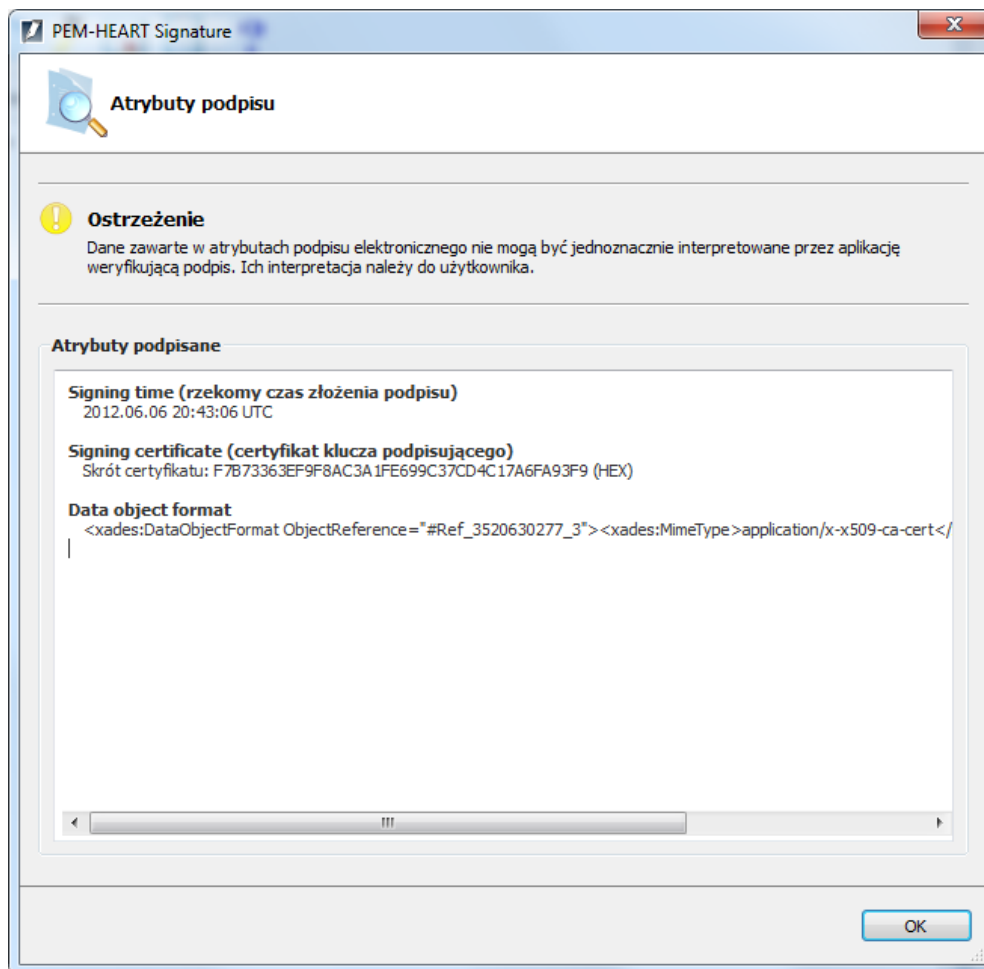 PEM-HEART Signature
Atrybuty podpisu
Ostrzeżenie
Dane zawarte w atrybutach podpisu elektronicznego nie mogą być jednoznacznie interpretowane przez aplikację
weryfikującą podpis. Ich interpretacja należy do użytkownika.
Atrybuty podpisane
Signing time (rzekomy czas złożenia podpisu)
2012.06.06 20:43:06 UTC
Signing certificate (certyfikat klucza podpisującego)
Skrót certyfikatu: F7B73363EF9F8AC3A1FE699C37CD4C17A6FA93F9 (HEX)
Data object format
<xades:DataObjectFormat ObjectReference="#Ref_3520630277_3"><xades:MimeType>application/x-x509-ca-cert</
OK